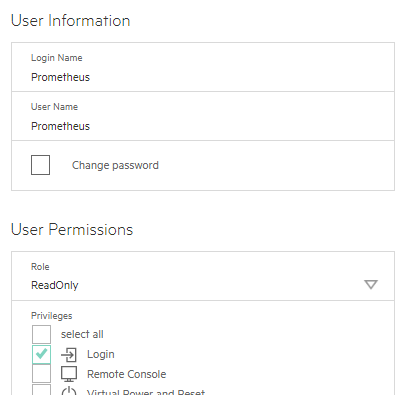 User Information
Login Name
Prometheus
User Name
Prometheus
Change password
User Permissions
Role
ReadOnly
Privileges
select all
Login
Remote Console
Virtual Power and Reset